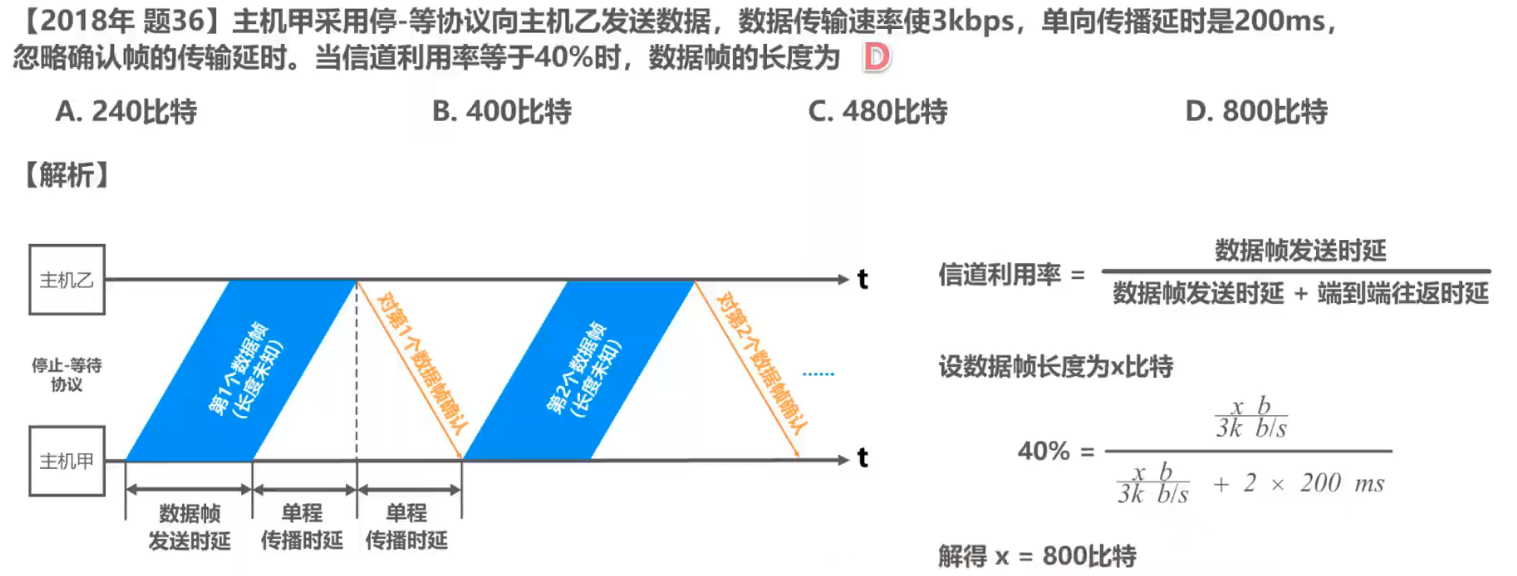 【2018年 题36】主机甲采用停-等协议向主机乙发送数据，数据传输速率使3kbps，单向传播延时是200ms，
忽略确认帧的传输延时。当信道利用率等于40%时，数据帧的长度为 D
A. 240比特 B. 400比特 C. 480比特 D. 800比特
【解析】
主机乙
t
停止-等待
协议
第1个数据帧
（长度未知）
对第1个数据帧确认
第2个数据帧
（长度未知）
对第2个数据帧确认
......
主机甲
t
数据帧
发送时延
单程
传播时延
单程
传播时延
信道利用率 =
数据帧发送时延
数据帧发送时延 + 端到端往返时延
设数据帧长度为x比特
40% =
x b
3k b/s
x b
3k b/s
+ 2 × 200 ms
解得 x = 800比特